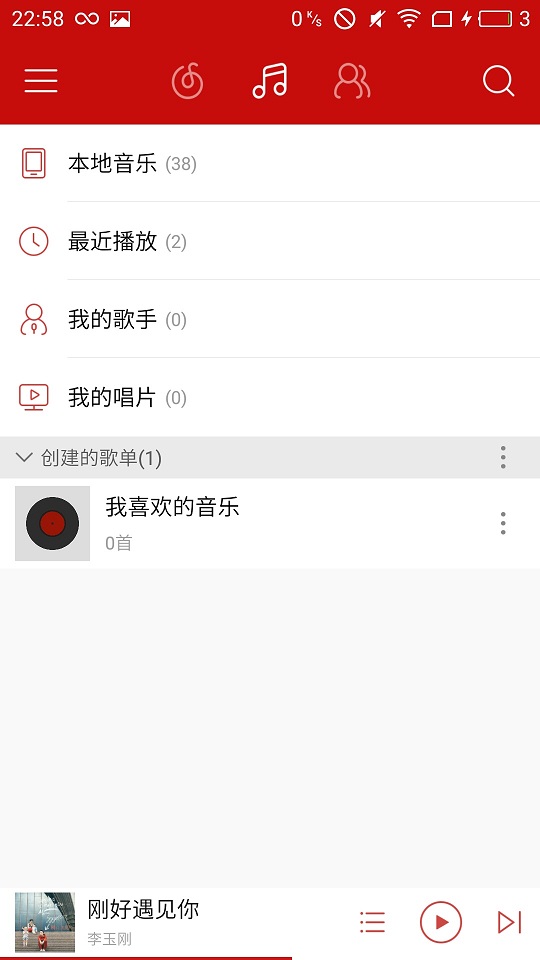 22:58 0 K/s 3
本地音乐 (38)
最近播放 (2)
我的歌手 (0)
我的唱片 (0)
创建的歌单(1)
我喜欢的音乐
0首
刚好遇见你
李玉刚